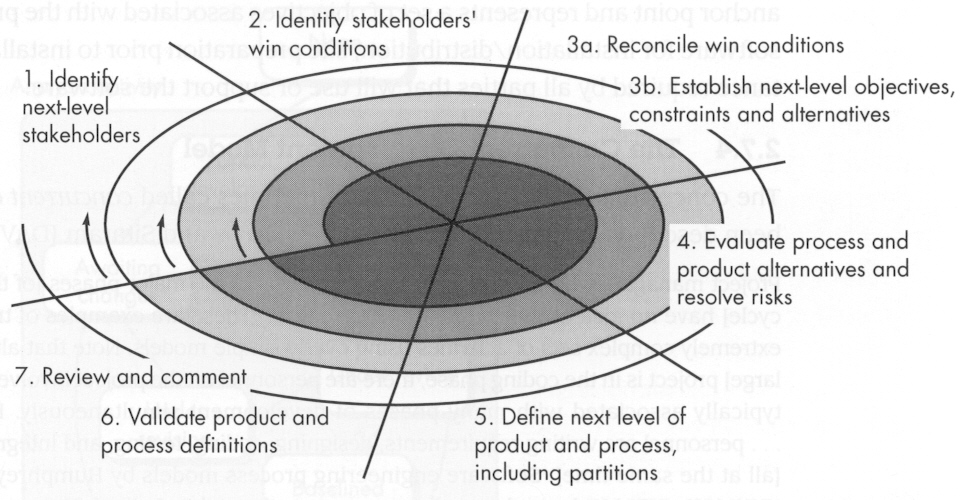 2. Identify stakeholders'
win conditions
3a. Reconcile win conditions
1. Identify
next-level
stakeholders
3b. Establish next-level objectives,
constraints and alternatives
4. Evaluate process and
product alternatives and
resolve risks
7. Review and comment
6. Validate product and
process definitions
5. Define next level of
product and process,
including partitions